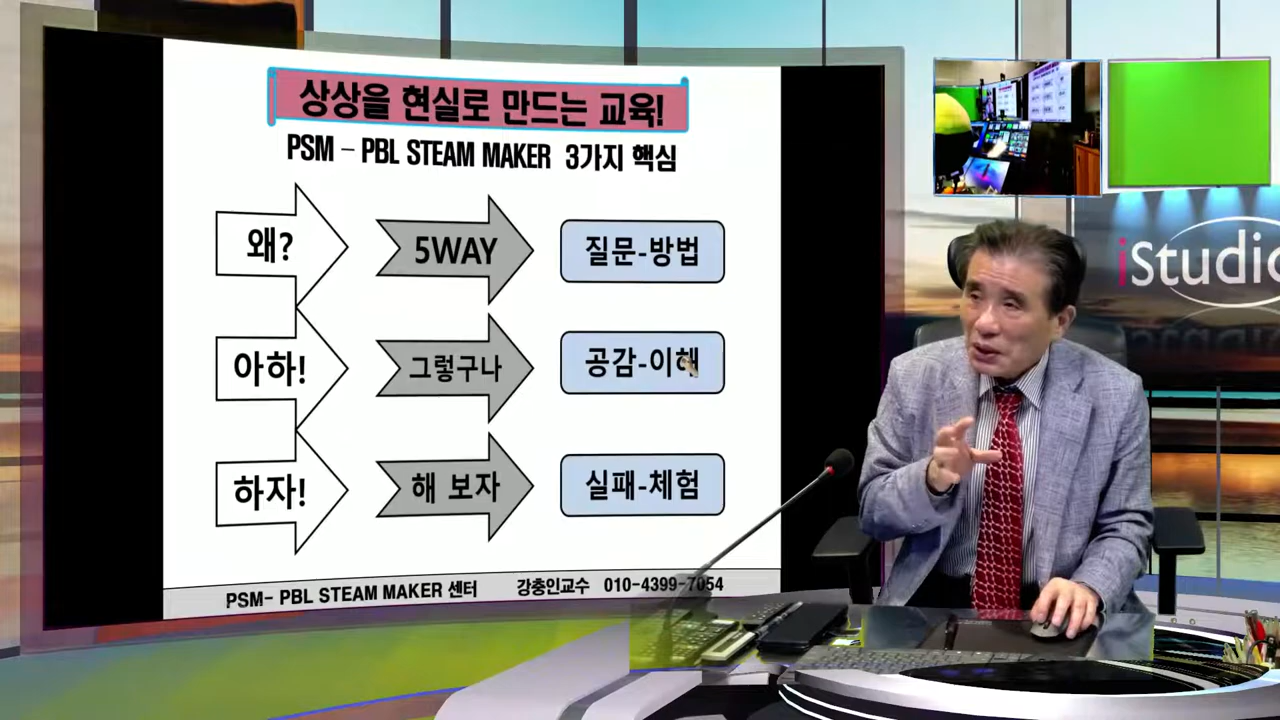 상상을 현실로 만드는 교육!
PSM – PBL STEAM MAKER 3가지 핵심
왜? 5WAY 질문-방법
아하! 그렇구나 공감-이해
하자! 해 보자 실패-체험
PSM- PBL STEAM MAKER 센터 강충인교수 010-4399-7054
iStudio